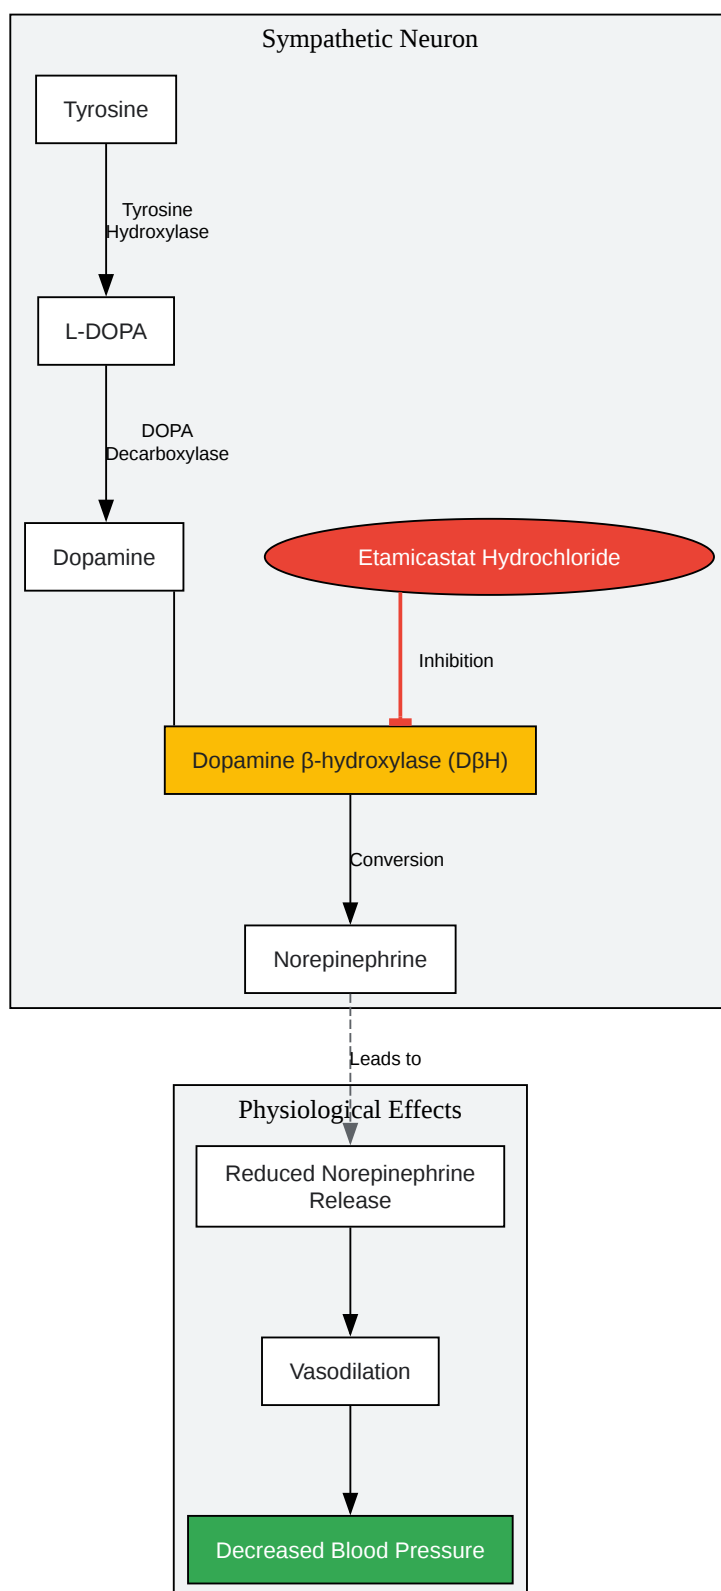 Sympathetic Neuron
Tyrosine
Tyrosine
Hydroxylase
L-DOPA
DOPA
Decarboxylase
Dopamine
Etamicastat Hydrochloride
Inhibition
Dopamine β-hydroxylase (DβH)
Conversion
Norepinephrine
Leads to
Physiological Effects
Reduced Norepinephrine
Release
Vasodilation
Decreased Blood Pressure